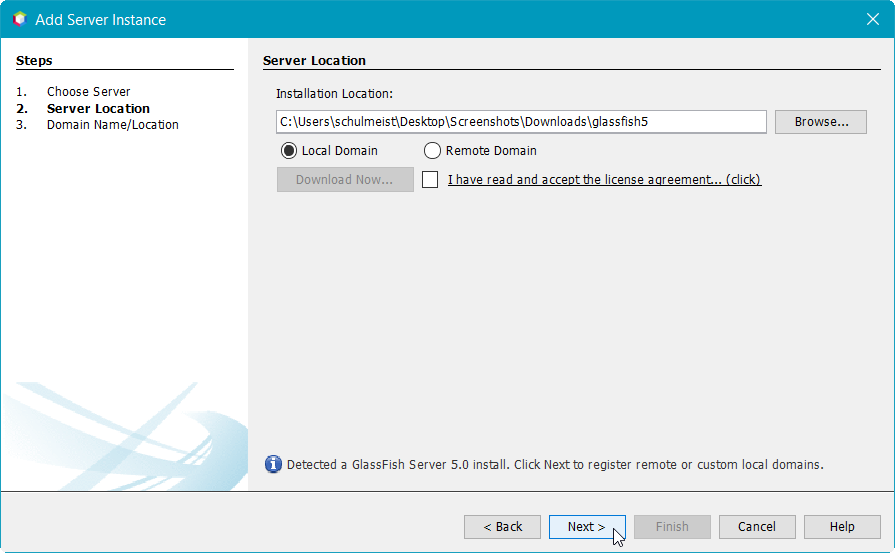 Add Server Instance
Steps
1. Choose Server
2. Server Location
3. Domain Name/Location
Server Location
Installation Location:
C:\Users\schulmeist\Desktop\Screenshots\Downloads\glassfish5
Browse...
Local Domain
Remote Domain
Download Now...
I have read and accept the license agreement... (click)
Detected a GlassFish Server 5.0 install. Click Next to register remote or custom local domains.
< Back
Next >
Finish
Cancel
Help